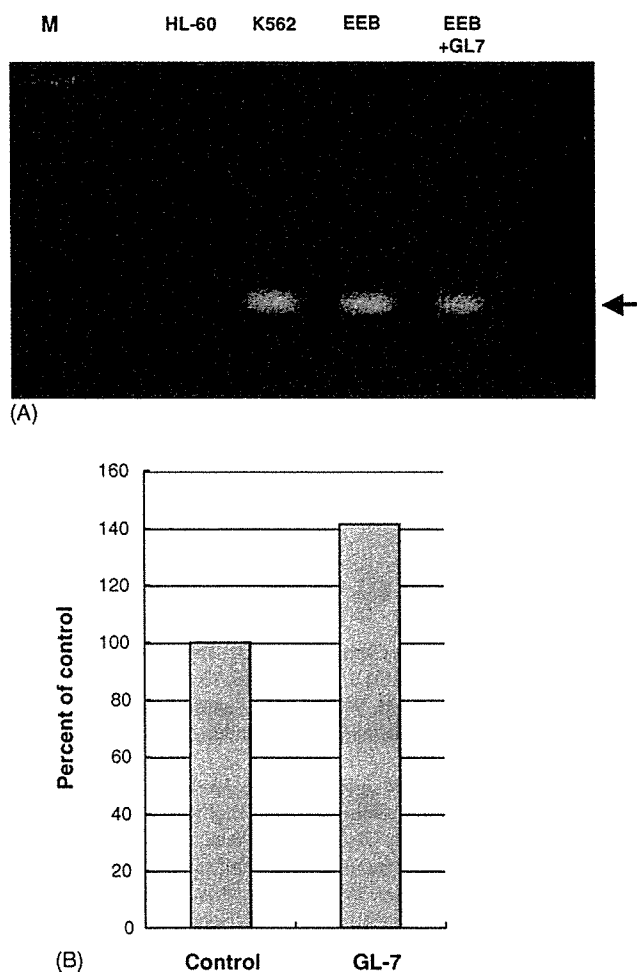 M HL-60 K562 EEB EEB
+GL7
(A)
160
140
120
100
80
60
40
20
0
Percent of control
Control GL-7
(B)